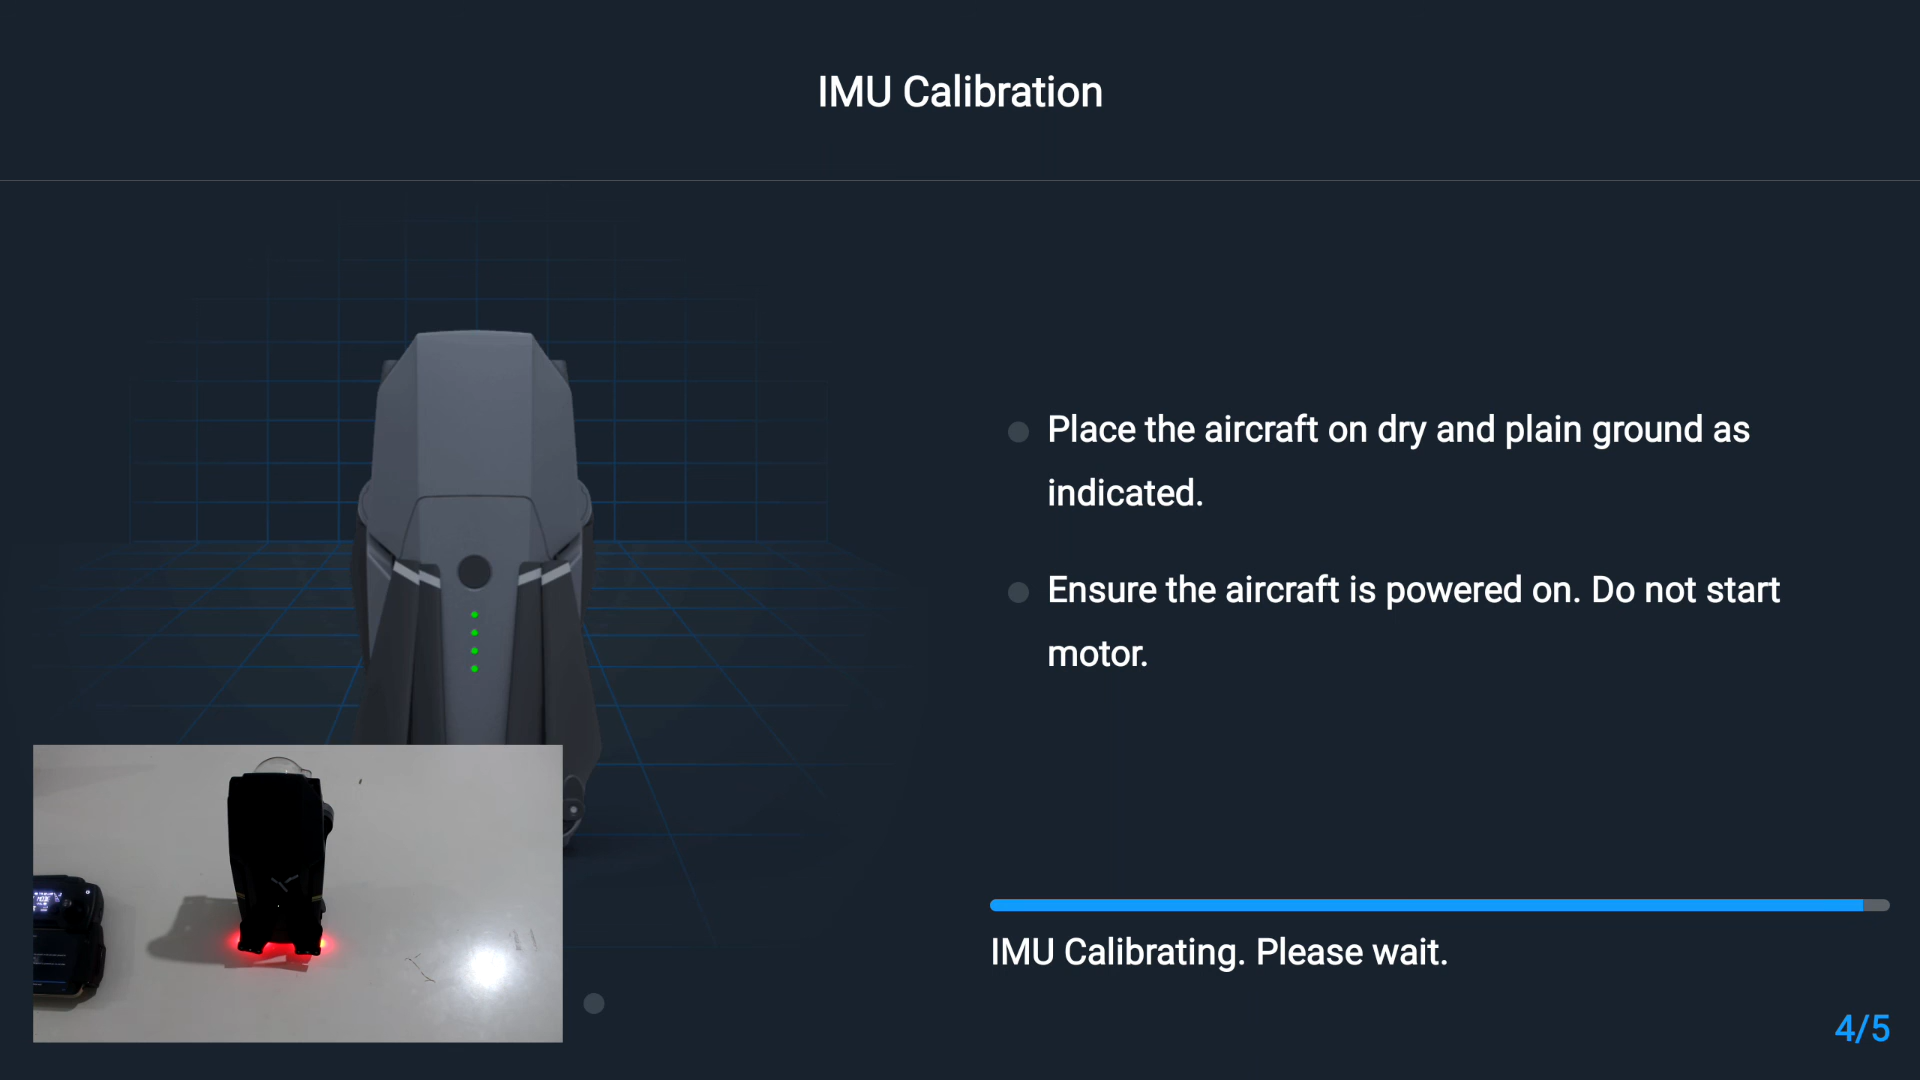 IMU Calibration
Place the aircraft on dry and plain ground as
indicated.
Ensure the aircraft is powered on. Do not start
motor.
IMU Calibrating. Please wait.
4/5